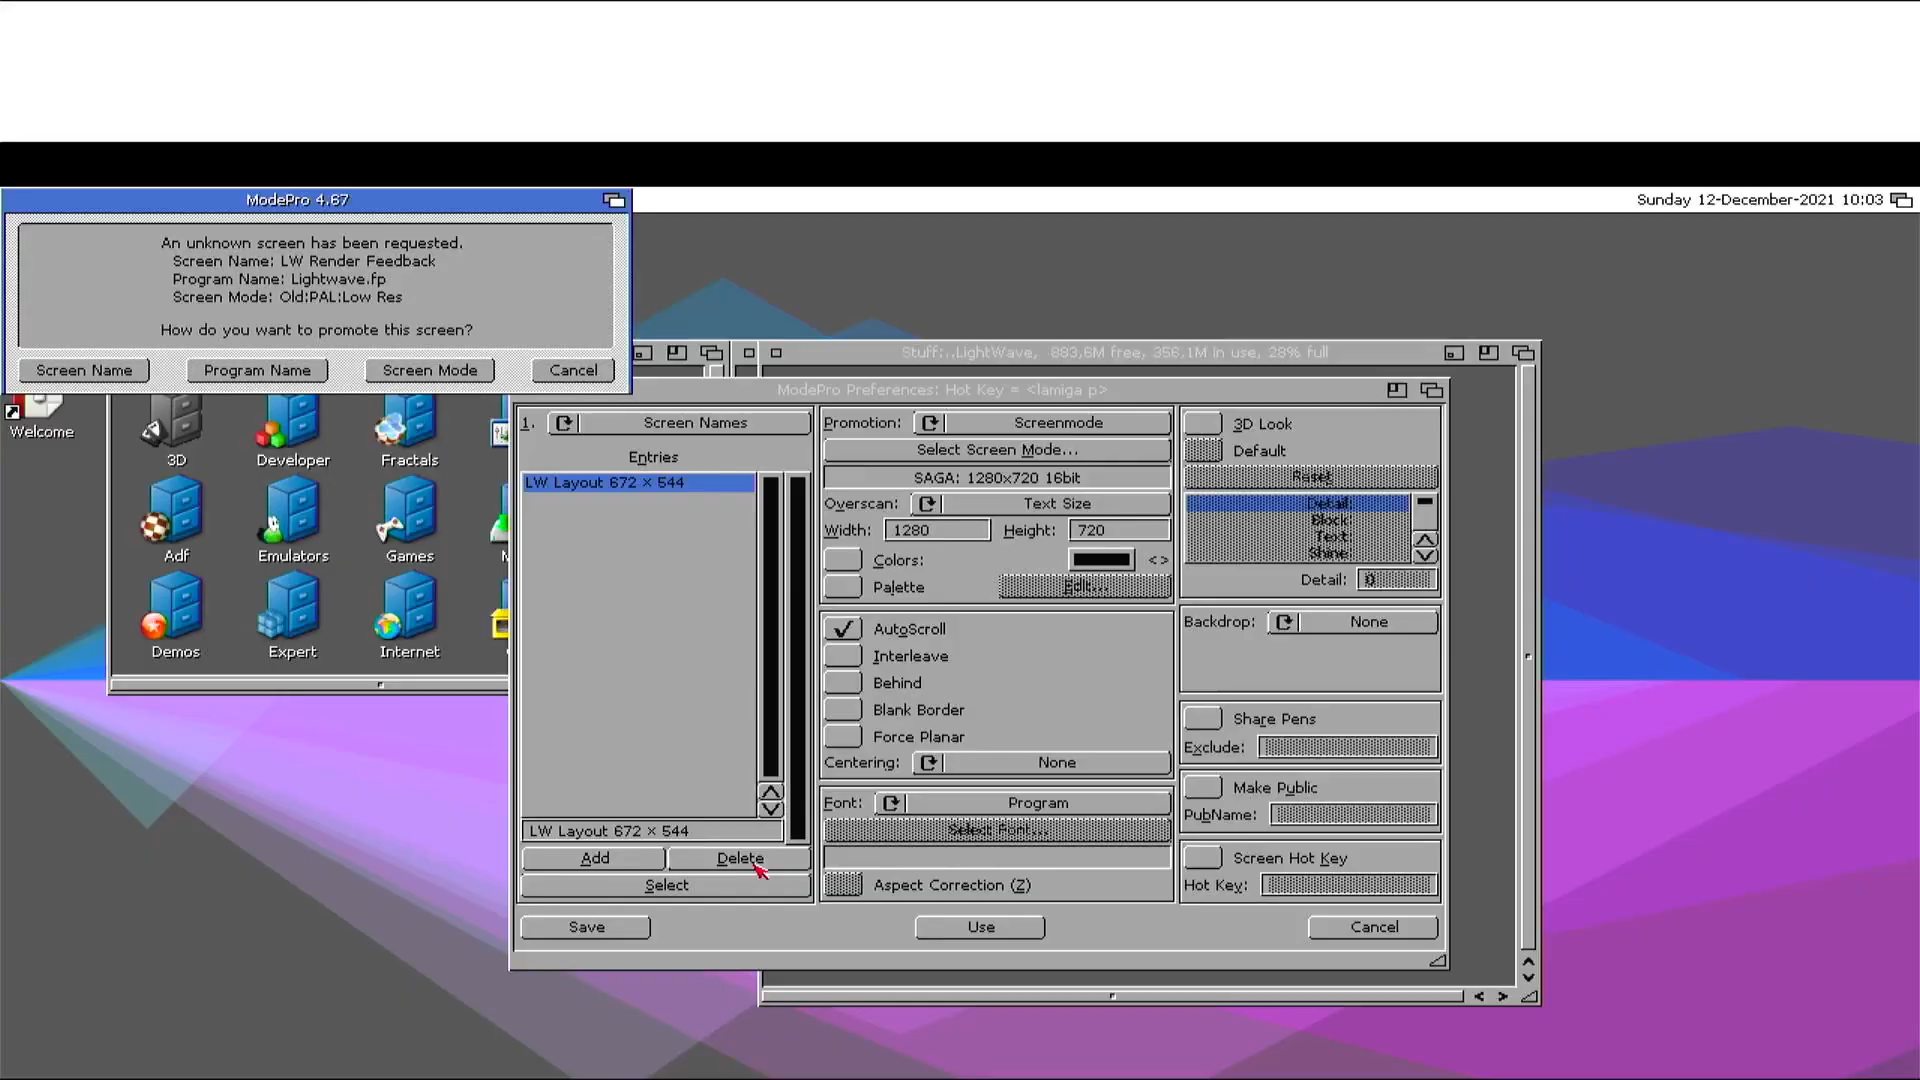 ModePro 4.67
Sunday 12-December-2021 10:03
An unknown screen has been requested.
Screen Name: LW Render Feedback
Program Name: Lightwave.fp
Screen Mode: Old:PAL:Low Res
How do you want to promote this screen?
Screen Name
Program Name
Screen Mode
Cancel
Stuff:..LightWave, 883,6M free, 356.1M in use, 28% full
Welcome
3D
Developer
Fractals
Adf
Emulators
Games
Demos
Expert
Internet
ModePro Preferences: Hot Key = <lamiga p>
1. Screen Names
Entries
LW Layout 672 × 544
LW Layout 672 × 544
Add
Delete
Select
Promotion: Screenmode
Select Screen Mode...
SAGA: 1280x720 16bit
Overscan: Text Size
Width: 1280 Height: 720
Colors: <>
Palette Edit...
AutoScroll
Interleave
Behind
Blank Border
Force Planar
Centering: None
Font: Program
Select Font...
Aspect Correction (Z)
3D Look
Default
Reset
Detail:
Block:
Text:
Shine:
Detail: 0
Backdrop: None
Share Pens
Exclude:
Make Public
PubName:
Screen Hot Key
Hot Key:
Save
Use
Cancel